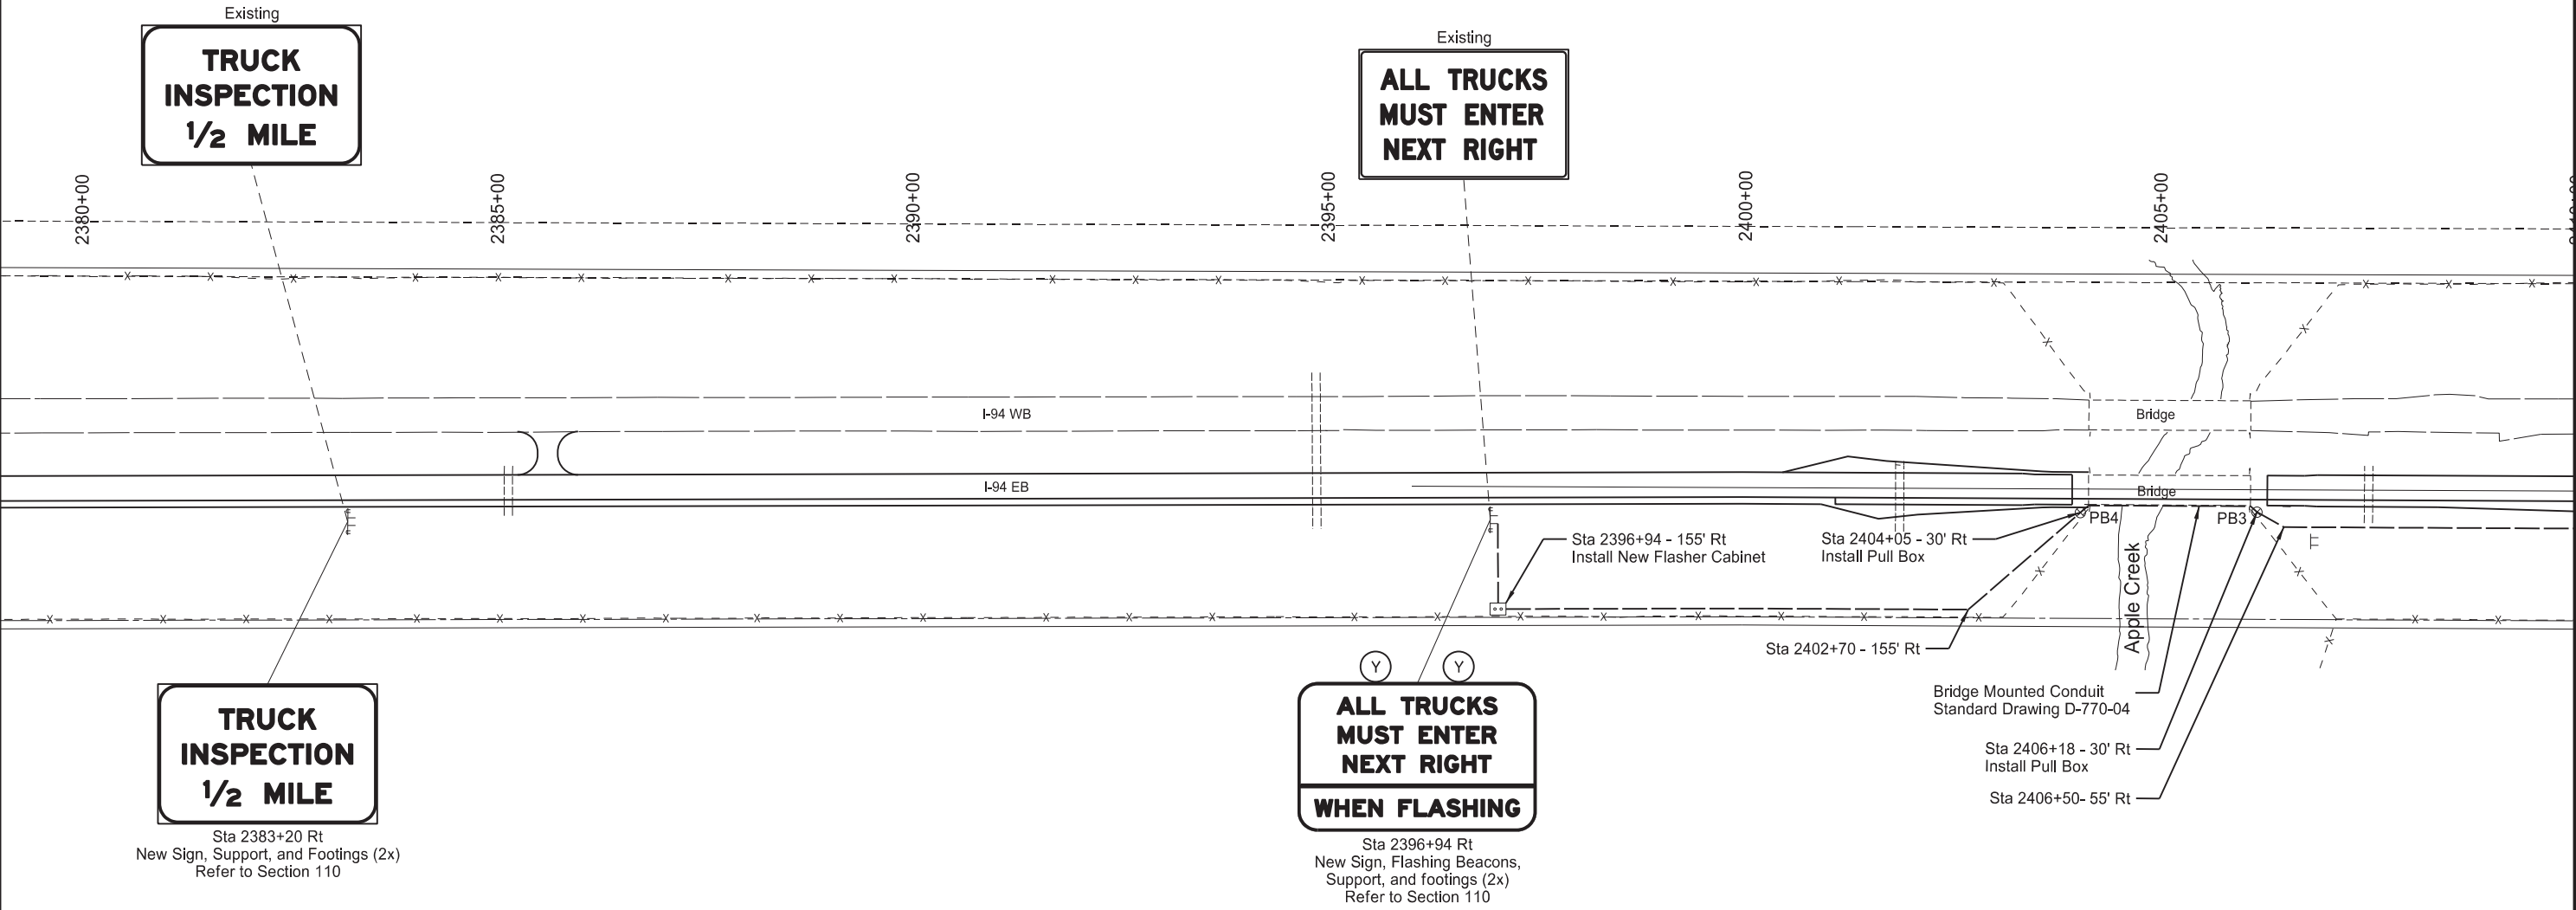 Existing
TRUCK
INSPECTION
1/2 MILE
Existing
ALL TRUCKS
MUST ENTER
NEXT RIGHT
2380+00
2385+00
2390+00
2395+00
2400+00
2405+00
I-94 WB
Bridge
I-94 EB
Bridge
PB4
PB3
Sta 2396+94 - 155' Rt
Install New Flasher Cabinet
Sta 2404+05 - 30' Rt
Install Pull Box
Apple Creek
Sta 2402+70 - 155' Rt
Bridge Mounted Conduit
Standard Drawing D-770-04
Sta 2406+18 - 30' Rt
Install Pull Box
Sta 2406+50- 55' Rt
TRUCK
INSPECTION
1/2 MILE
Sta 2383+20 Rt
New Sign, Support, and Footings (2x)
Refer to Section 110
Y Y
ALL TRUCKS
MUST ENTER
NEXT RIGHT
WHEN FLASHING
Sta 2396+94 Rt
New Sign, Flashing Beacons,
Support, and footings (2x)
Refer to Section 110